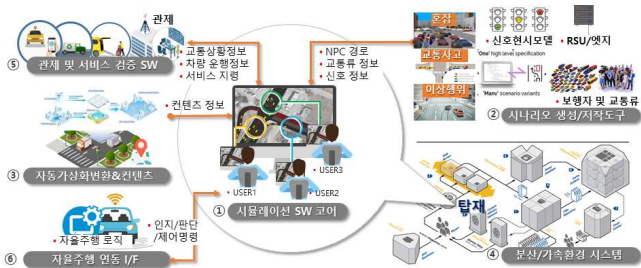 관제
⑤ 관제 및 서비스 검증 SW
• 교통상황정보
• 차량 운행정보
• 서비스 지령
• NPC 경로
• 교통류 정보
• 신호 정보
혼잡
교통사고
이상행위
• 신호현시모델
• RSU/엣지
'One' high level specification
'Many' scenario variants
• 보행자 및 교통류
② 시나리오 생성/저작도구
• 컨텐츠 정보
③ 자동가상화변환&컨텐츠
• USER1
• USER2
• USER3
① 시뮬레이션 SW 코어
탑재
④ 분산/가속환경 시스템
• 자율주행 로직
• 인지/판단
/제어명령
⑥ 자율주행 연동 I/F